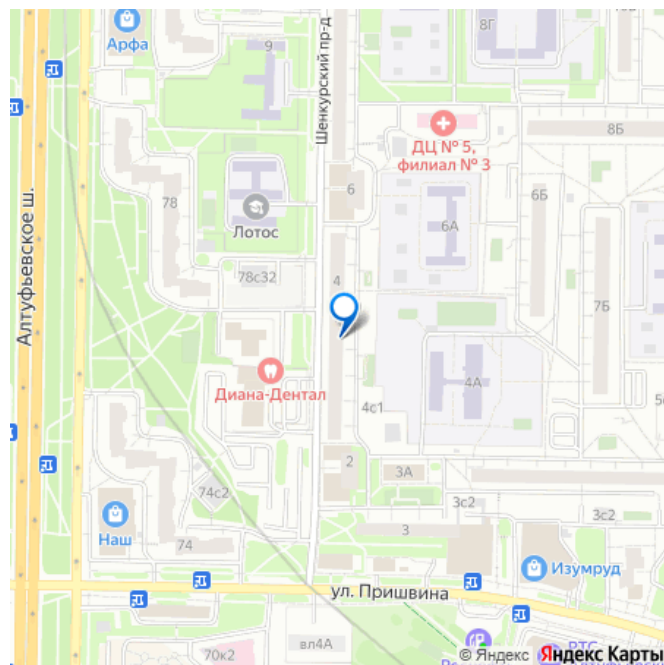 Арфа
9
8Г
Шенкурский пр-д
8Б
ДЦ № 5,
филиал № 3
Алтуфьевское ш.
78
6
6Б
6А
Лотос
78с32
4
7Б
Диана-Дентал
4А
4с1
2
3А
74с2
3с2
3с2
Наш
74
3
Изумруд
ул. Пришвина
вл4А
70к2
© Яндекс Яндекс Карты